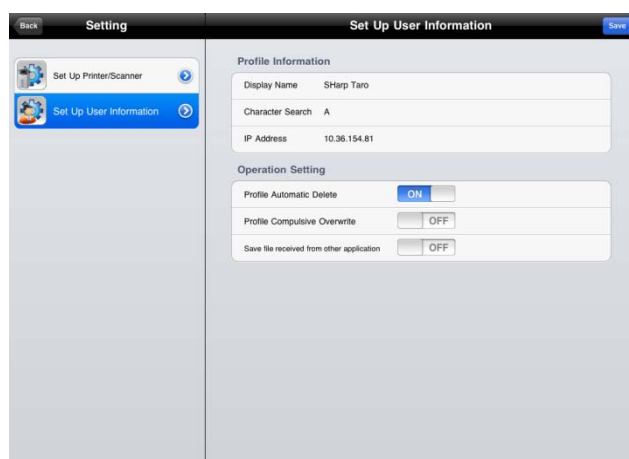 Back
Setting
Set Up User Information
Save
Set Up Printer/Scanner
Set Up User Information
Profile Information
Display Name SHarp Taro
Character Search A
IP Address 10.36.154.81
Operation Setting
Profile Automatic Delete ON
Profile Compulsive Overwrite OFF
Save file received from other application OFF